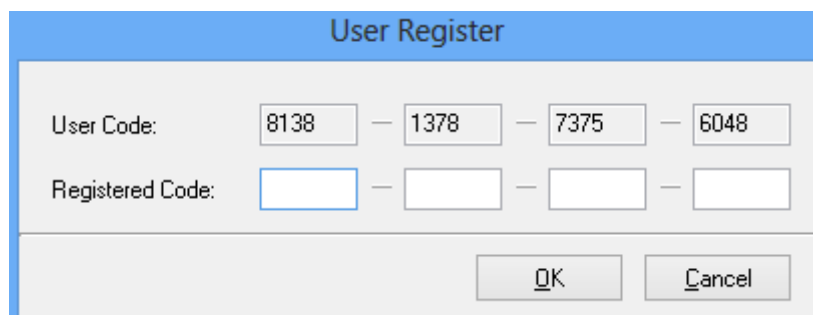 User Register
User Code: 8138 — 1378 — 7375 — 6048
Registered Code: — — —
OK Cancel